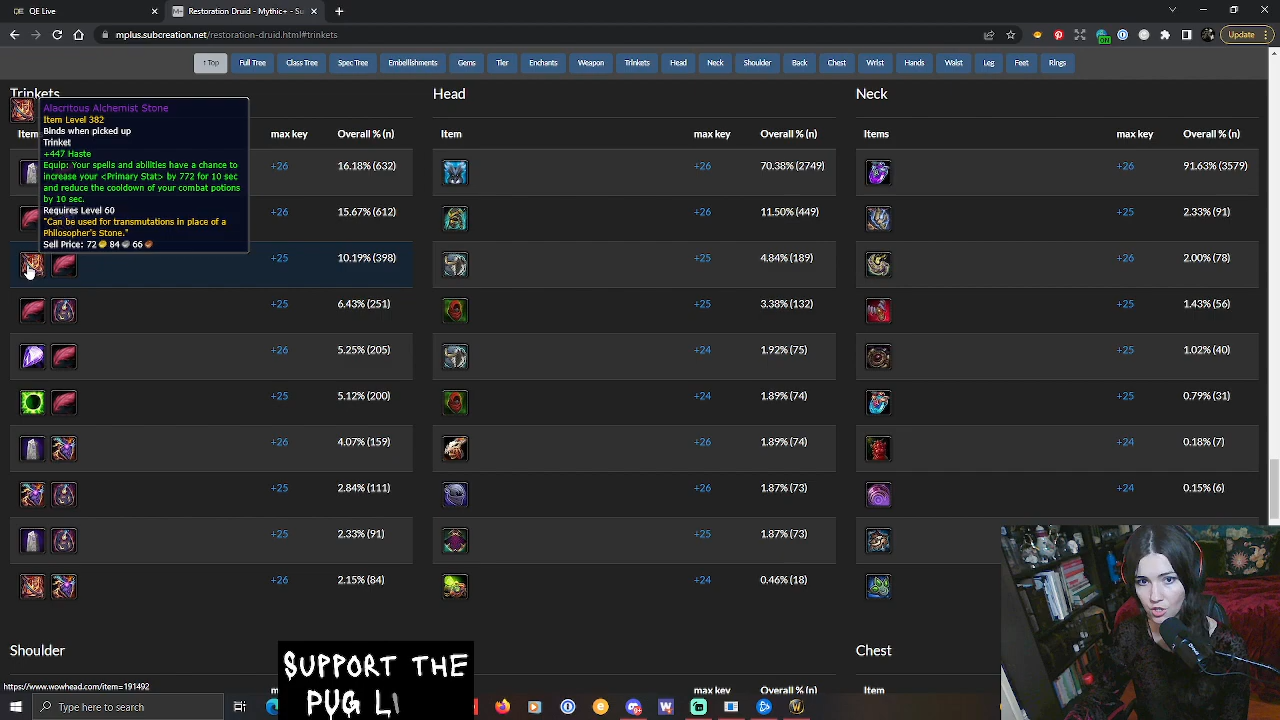 QE Live
Restoration Druid - Mythic+ - Su
mplus.subcreation.net/restoration-druid.html#trinkets
ON
Update
↑Top
Full Tree
Class Tree
Spec Tree
Embellishments
Gems
Tier
Enchants
Weapon
Trinkets
Head
Neck
Shoulder
Back
Chest
Wrist
Hands
Waist
Leg
Feet
Rings
Trinkets
Alacritous Alchemist Stone
Item Level 382
Binds when picked up
Trinket
+447 Haste
Equip: Your spells and abilities have a chance to
increase your <Primary Stat> by 772 for 10 sec
and reduce the cooldown of your combat potions
by 10 sec.
Requires Level 60
"Can be used for transmutations in place of a
Philosopher's Stone."
Sell Price: 72 84 66
max key Overall % (n)
+26 16.18% (632)
+26 15.67% (612)
+25 10.19% (398)
+25 6.43% (251)
+26 5.25% (205)
+25 5.12% (200)
+26 4.07% (159)
+25 2.84% (111)
+25 2.33% (91)
+26 2.15% (84)
Head
Item max key Overall % (n)
+26 70.38% (2749)
+26 11.50% (449)
+25 4.84% (189)
+25 3.38% (132)
+24 1.92% (75)
+24 1.89% (74)
+26 1.89% (74)
+26 1.87% (73)
+25 1.87% (73)
+24 0.46% (18)
Neck
Items max key Overall % (n)
+26 91.63% (3579)
+25 2.33% (91)
+26 2.00% (78)
+25 1.43% (56)
+25 1.02% (40)
+25 0.79% (31)
+24 0.18% (7)
+24 0.15% (6)
Shoulder
Chest
Overall % (n)
Item
https://www.wowhead.com/item=191492
SUPPORT THE
PUG LI
Type here to search